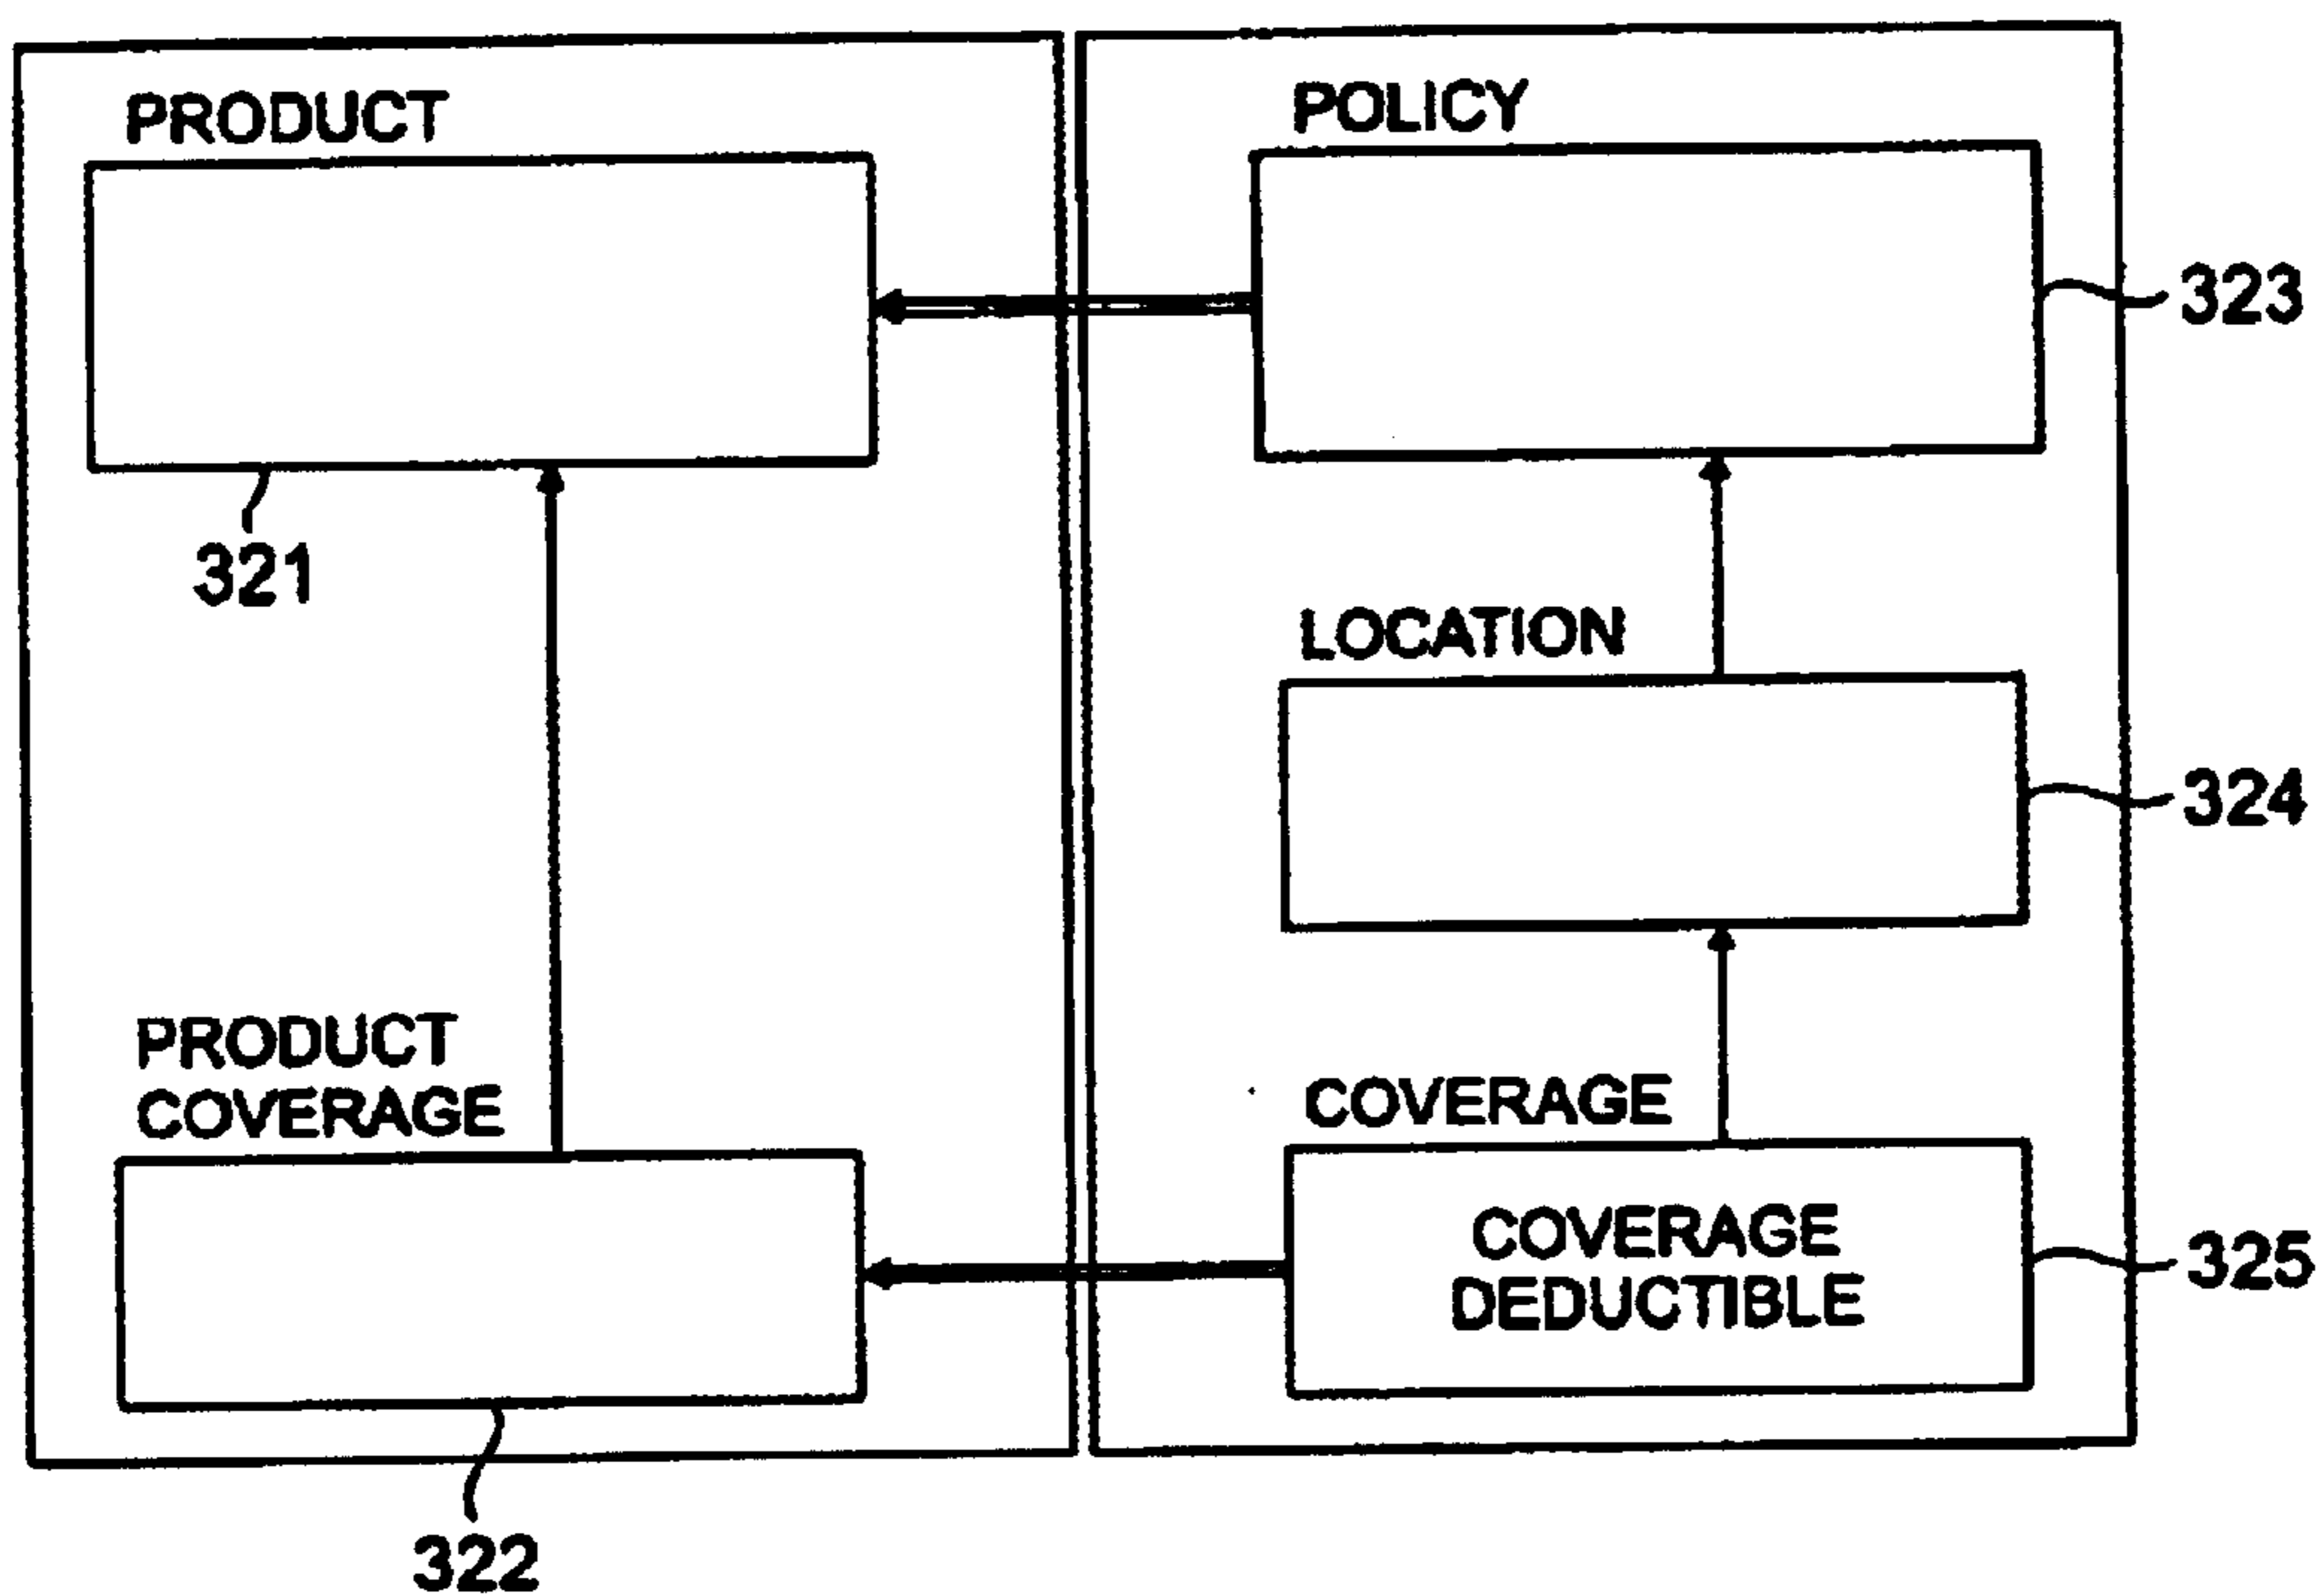 PRODUCT
321
PRODUCT
COVERAGE
322
POLICY
323
LOCATION
324
COVERAGE
COVERAGE
DEDUCTIBLE
325